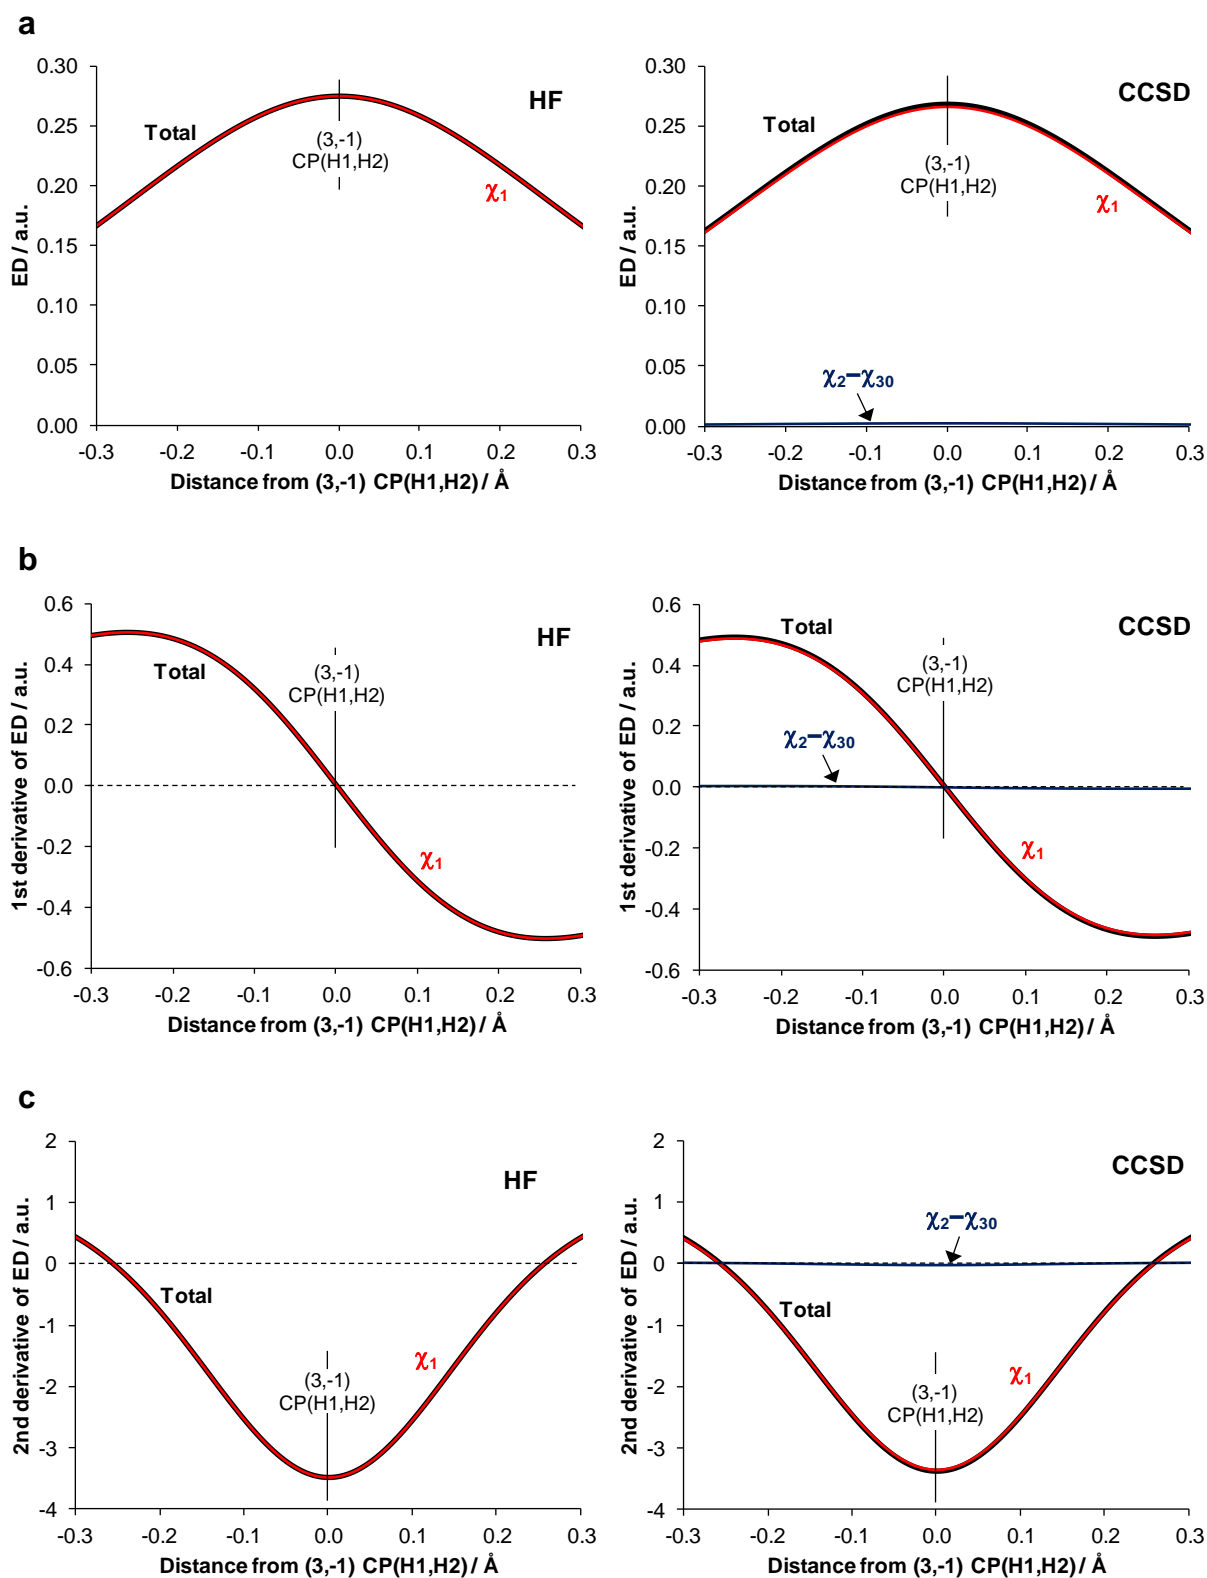 a
0.30
0.25
0.20
0.15
0.10
0.05
0.00
ED / a.u.
HF
Total
(3,-1)
CP(H1,H2)
χ1
-0.3 -0.2 -0.1 0.0 0.1 0.2 0.3
Distance from (3,-1) CP(H1,H2) / Å
0.30
0.25
0.20
0.15
0.10
0.05
0.00
ED / a.u.
CCSD
Total
(3,-1)
CP(H1,H2)
χ1
χ2−χ30
-0.3 -0.2 -0.1 0.0 0.1 0.2 0.3
Distance from (3,-1) CP(H1,H2) / Å
b
0.6
0.4
0.2
0.0
-0.2
-0.4
-0.6
1st derivative of ED / a.u.
HF
Total
(3,-1)
CP(H1,H2)
χ1
-0.3 -0.2 -0.1 0.0 0.1 0.2 0.3
Distance from (3,-1) CP(H1,H2) / Å
0.6
0.4
0.2
0.0
-0.2
-0.4
-0.6
1st derivative of ED / a.u.
CCSD
Total
(3,-1)
CP(H1,H2)
χ2−χ30
χ1
-0.3 -0.2 -0.1 0.0 0.1 0.2 0.3
Distance from (3,-1) CP(H1,H2) / Å
c
2
1
0
-1
-2
-3
-4
2nd derivative of ED / a.u.
HF
Total
χ1
(3,-1)
CP(H1,H2)
-0.3 -0.2 -0.1 0.0 0.1 0.2 0.3
Distance from (3,-1) CP(H1,H2) / Å
2
1
0
-1
-2
-3
-4
2nd derivative of ED / a.u.
CCSD
χ2−χ30
Total
χ1
(3,-1)
CP(H1,H2)
-0.3 -0.2 -0.1 0.0 0.1 0.2 0.3
Distance from (3,-1) CP(H1,H2) / Å